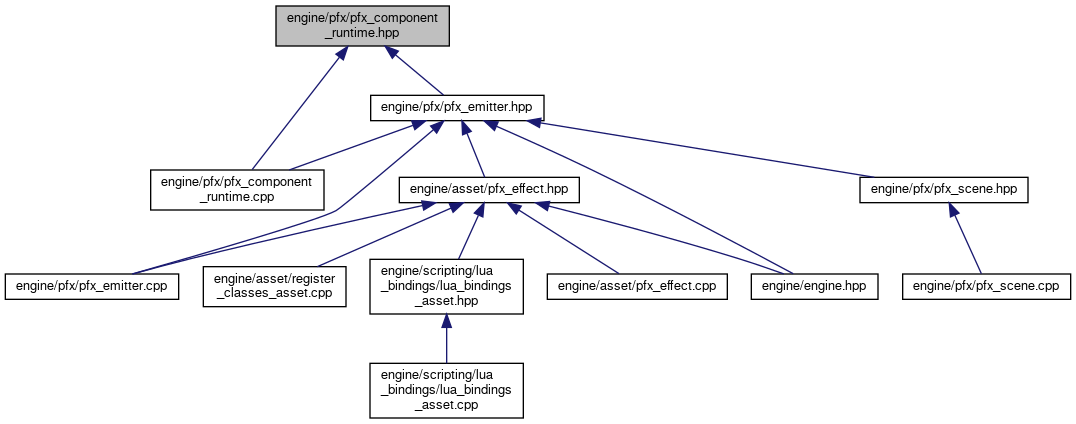 engine/pfx/pfx_component
_runtime.hpp
engine/pfx/pfx_emitter.hpp
engine/pfx/pfx_component
_runtime.cpp
engine/asset/pfx_effect.hpp
engine/pfx/pfx_scene.hpp
engine/pfx/pfx_emitter.cpp
engine/asset/register
_classes_asset.cpp
engine/scripting/lua
_bindings/lua_bindings
_asset.hpp
engine/asset/pfx_effect.cpp
engine/engine.hpp
engine/pfx/pfx_scene.cpp
engine/scripting/lua
_bindings/lua_bindings
_asset.cpp